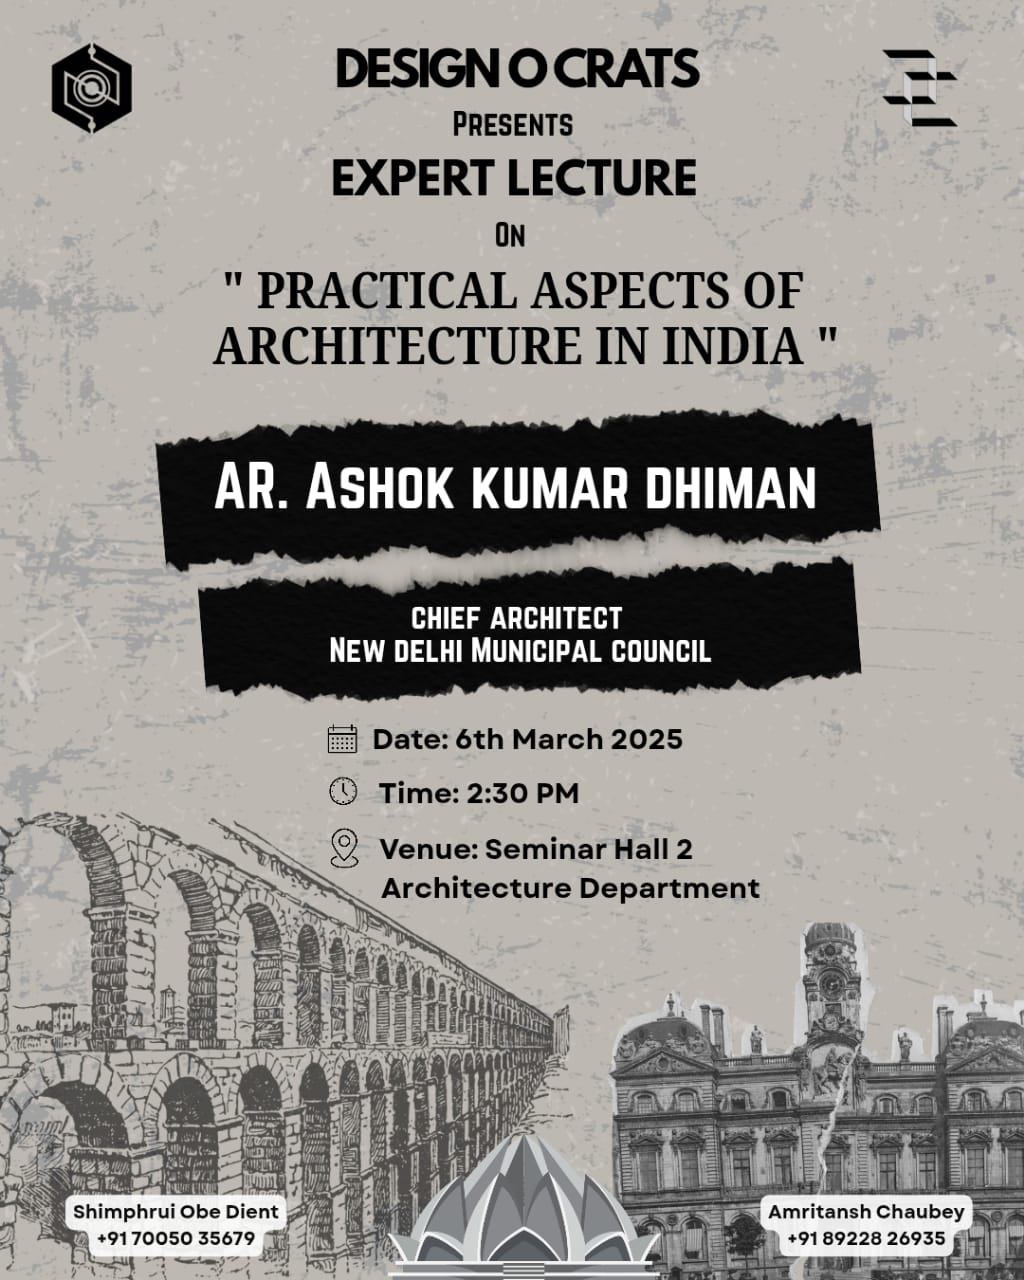 DESIGN O CRATS
PRESENTS
EXPERT LECTURE
ON
" PRACTICAL ASPECTS OF
ARCHITECTURE IN INDIA "
AR. ASHOK KUMAR DHIMAN
CHIEF ARCHITECT
NEW DELHI MUNICIPAL COUNCIL
Date: 6th March 2025
Time: 2:30 PM
Venue: Seminar Hall 2
Architecture Department
Shimphrui Obe Dient
+91 70005 35679
Amritansh Chaubey
+91 89228 26935